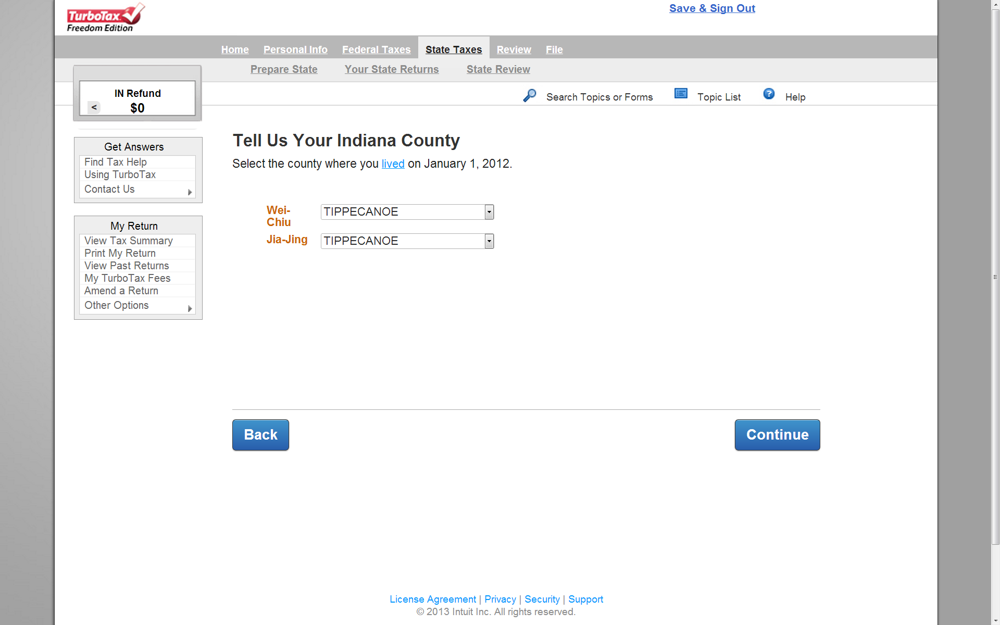 TurboTax
Freedom Edition
Save & Sign Out
Home Personal Info Federal Taxes State Taxes Review File
Prepare State Your State Returns State Review
IN Refund
< $0
Search Topics or Forms Topic List ? Help
Get Answers
Find Tax Help
Using TurboTax
Contact Us
My Return
View Tax Summary
Print My Return
View Past Returns
My TurboTax Fees
Amend a Return
Other Options
Tell Us Your Indiana County
Select the county where you lived on January 1, 2012.
Wei-
Chiu
TIPPECANOE
Jia-Jing TIPPECANOE
Back Continue
License Agreement | Privacy | Security | Support
© 2013 Intuit Inc. All rights reserved.